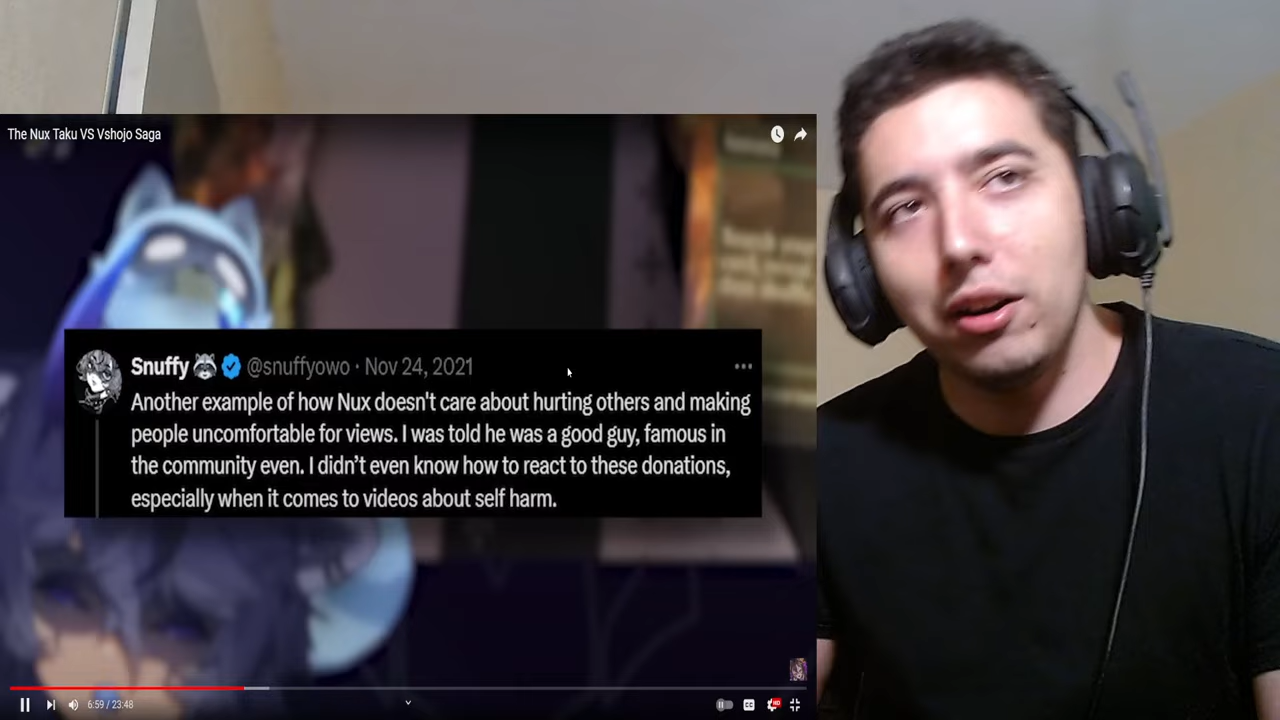 The Nux Taku VS Vshojo Saga
Snuffy 🦝 @snuffyowo · Nov 24, 2021
Another example of how Nux doesn't care about hurting others and making
people uncomfortable for views. I was told he was a good guy, famous in
the community even. I didn’t even know how to react to these donations,
especially when it comes to videos about self harm.
6:59 / 23:48
CC
HD